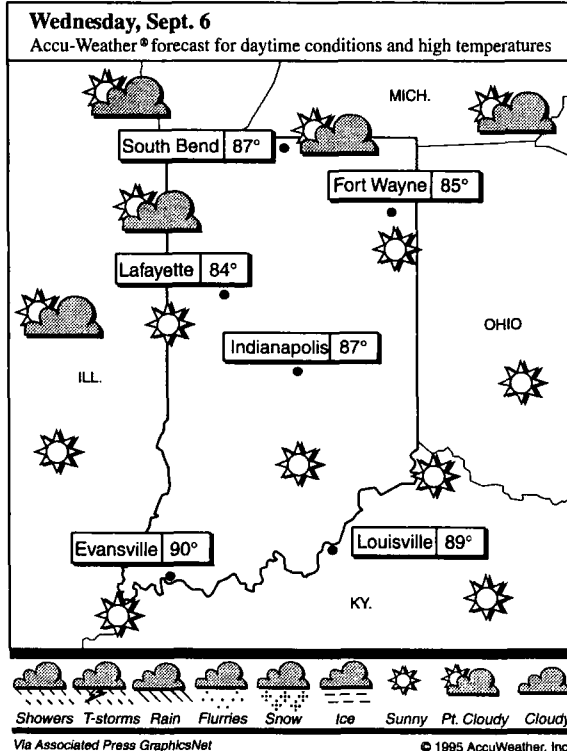 Wednesday, Sept. 6
Accu-Weather® forecast for daytime conditions and high temperatures
MICH.
South Bend 87°
Fort Wayne 85°
Lafayette 84°
OHIO
Indianapolis 87°
ILL.
Evansville 90°
Louisville 89°
KY.
Showers T-storms Rain Flurries Snow Ice Sunny Pt. Cloudy Cloudy
Via Associated Press GraphicsNet
© 1995 AccuWeather, Inc